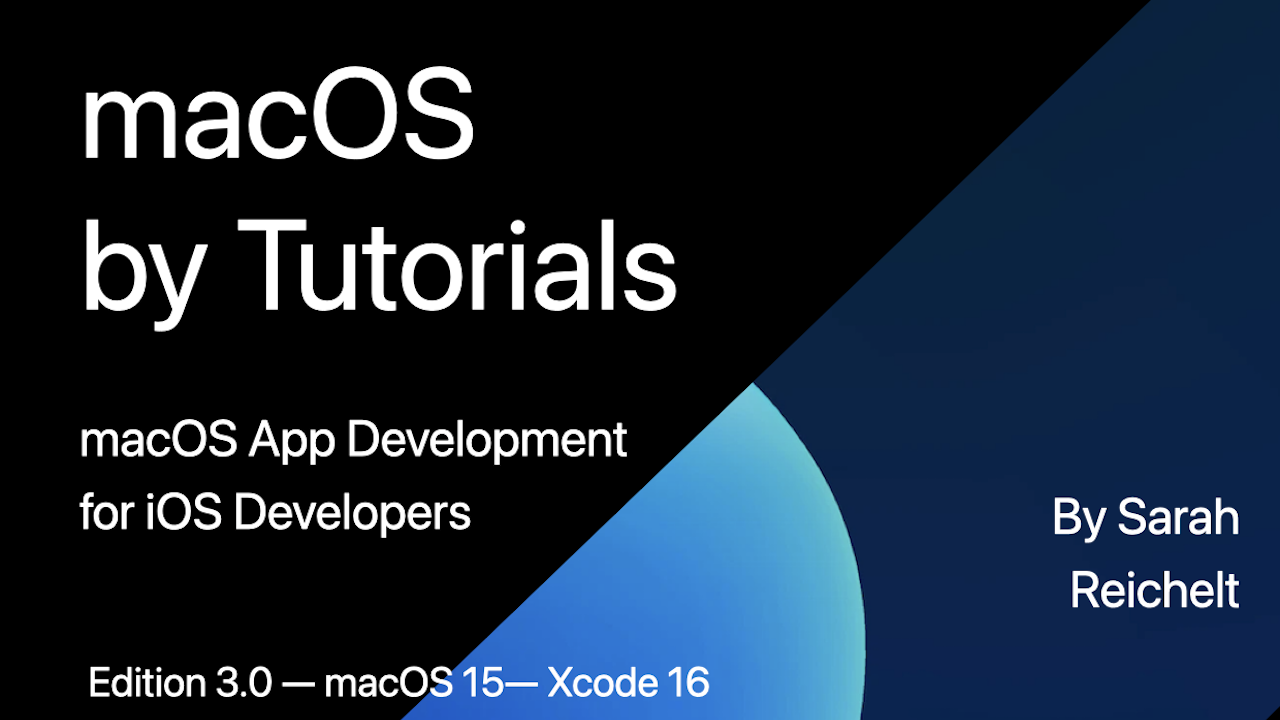 macOS
by Tutorials
macOS App Development
for iOS Developers
By Sarah
Reichelt
Edition 3.0 — macOS 15— Xcode 16